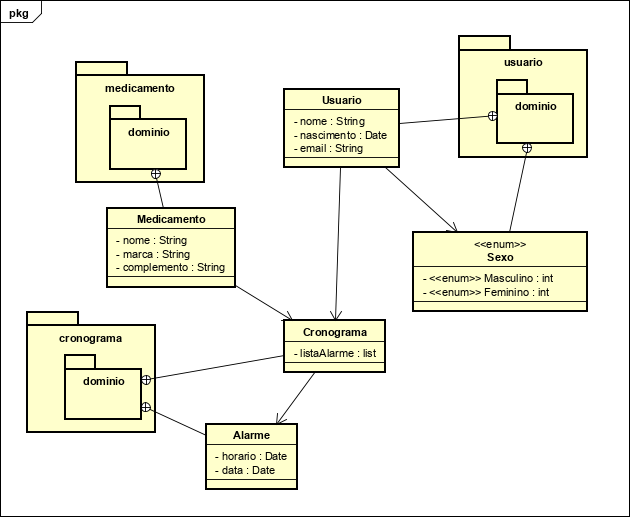 pkg
medicamento
dominio
Usuario
- nome : String
- nascimento : Date
- email : String
usuario
dominio
Medicamento
- nome : String
- marca : String
- complemento : String
<<enum>>
Sexo
- <<enum>> Masculino : int
- <<enum>> Feminino : int
cronograma
dominio
Cronograma
- listaAlarme : list
Alarme
- horario : Date
- data : Date